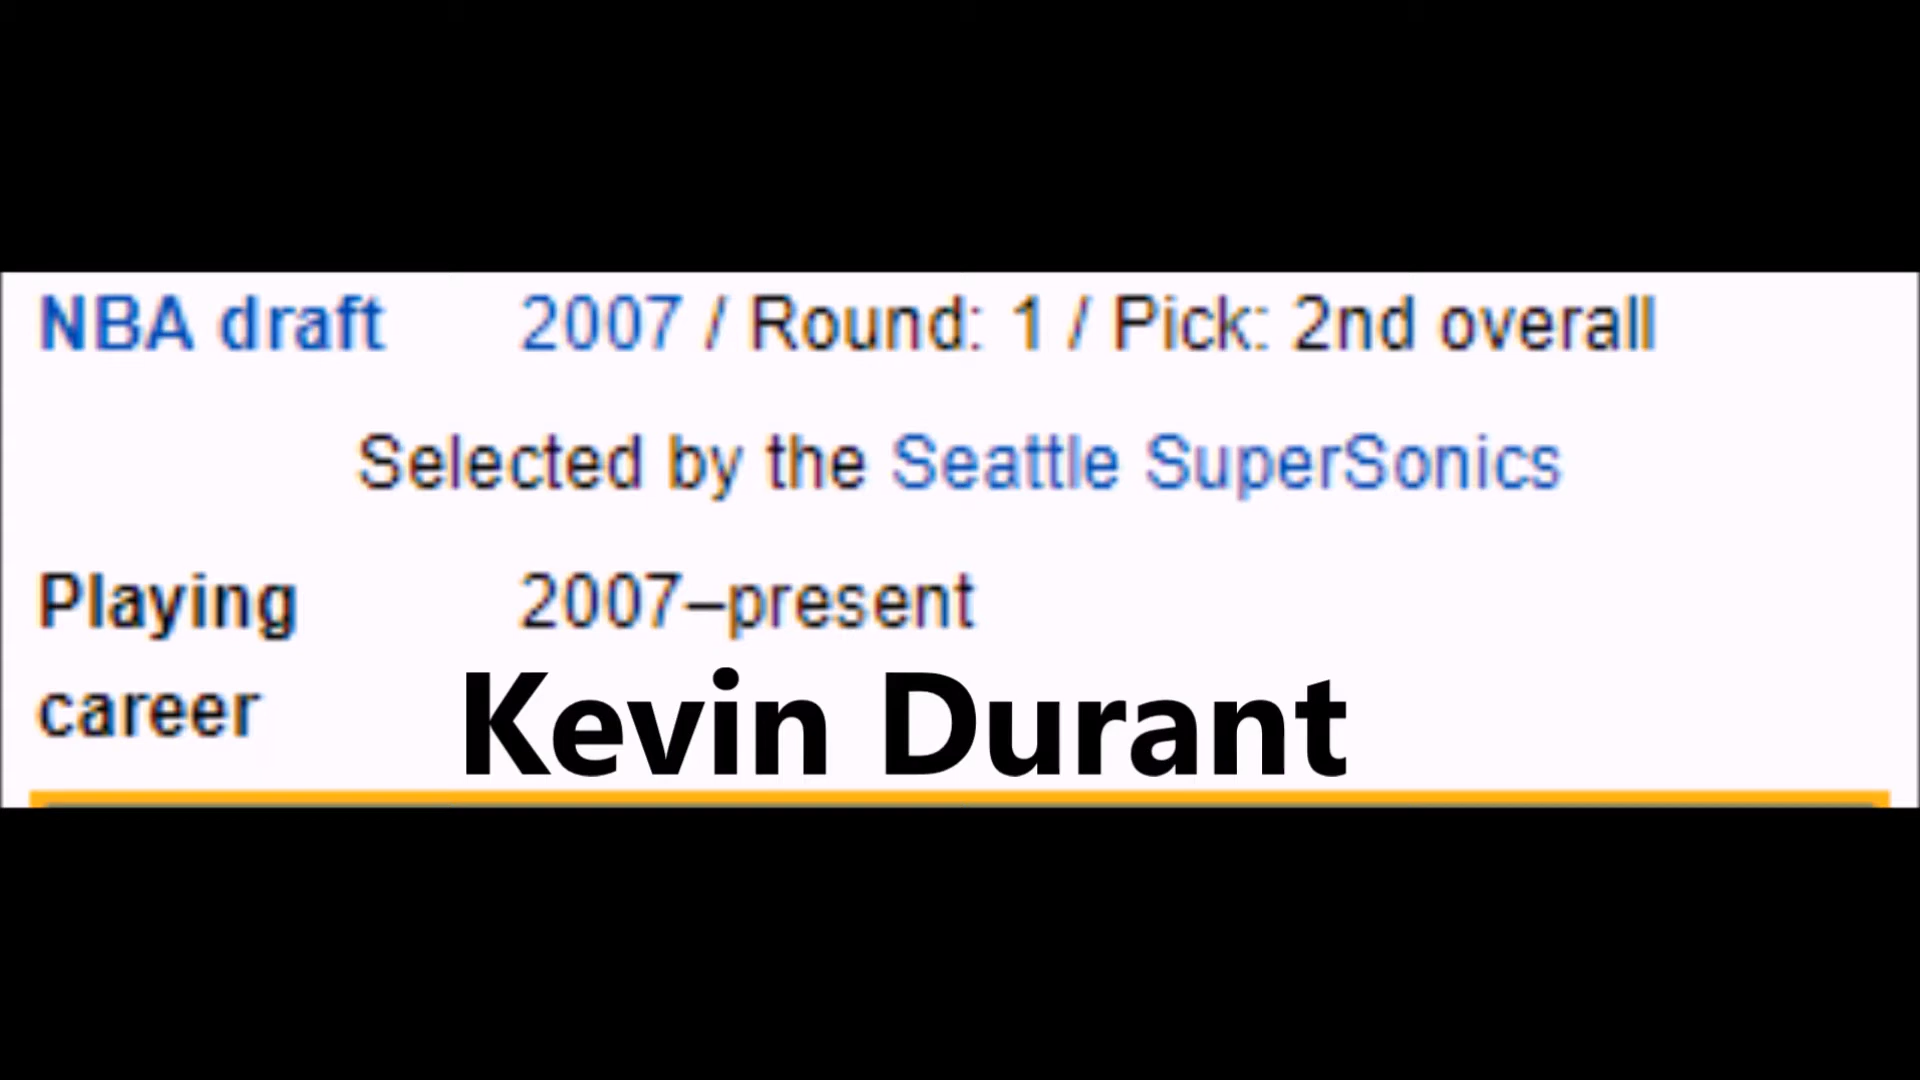 NBA draft 2007 / Round: 1 / Pick: 2nd overall
Selected by the Seattle SuperSonics
Playing 2007–present
career
Kevin Durant